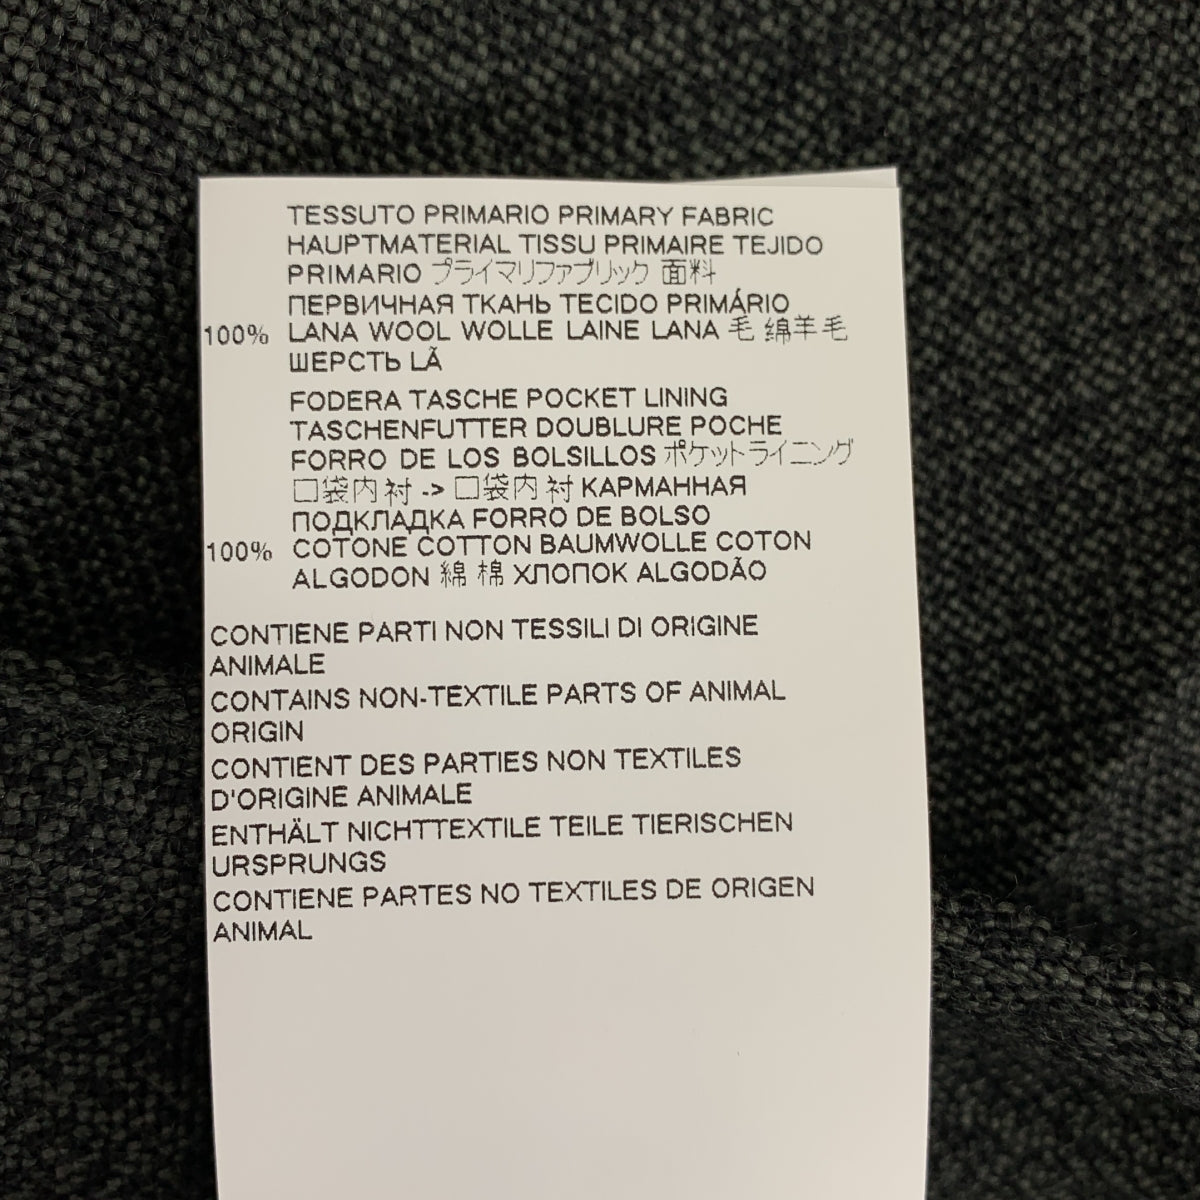 TESSUTO PRIMARIO PRIMARY FABRIC
HAUPTMATERIAL TISSU PRIMAIRE TEJIDO
PRIMARIO プライマリファブリック 面料
ПЕРВИЧНАЯ ТКАНЬ TECIDO PRIMÁRIO
100% LANA WOOL WOLLE LAINE LANA 毛 绵羊毛
ШЕРСТЬ LÃ
FODERA TASCHE POCKET LINING
TASCHENFUTTER DOUBLURE POCHE
FORRO DE LOS BOLSILLOS ポケットライニング
口袋内衬 -> 口袋内衬 КАРМАННАЯ
ПОДКЛАДКА FORRO DE BOLSO
100% COTONE COTTON BAUMWOLLE COTON
ALGODON 綿 棉 ХЛОПОК ALGODÃO
CONTIENE PARTI NON TESSILI DI ORIGINE
ANIMALE
CONTAINS NON-TEXTILE PARTS OF ANIMAL
ORIGIN
CONTIENT DES PARTIES NON TEXTILES
D'ORIGINE ANIMALE
ENTHÄLT NICHTTEXTILE TEILE TIERISCHEN
URSPRUNGS
CONTIENE PARTES NO TEXTILES DE ORIGEN
ANIMAL